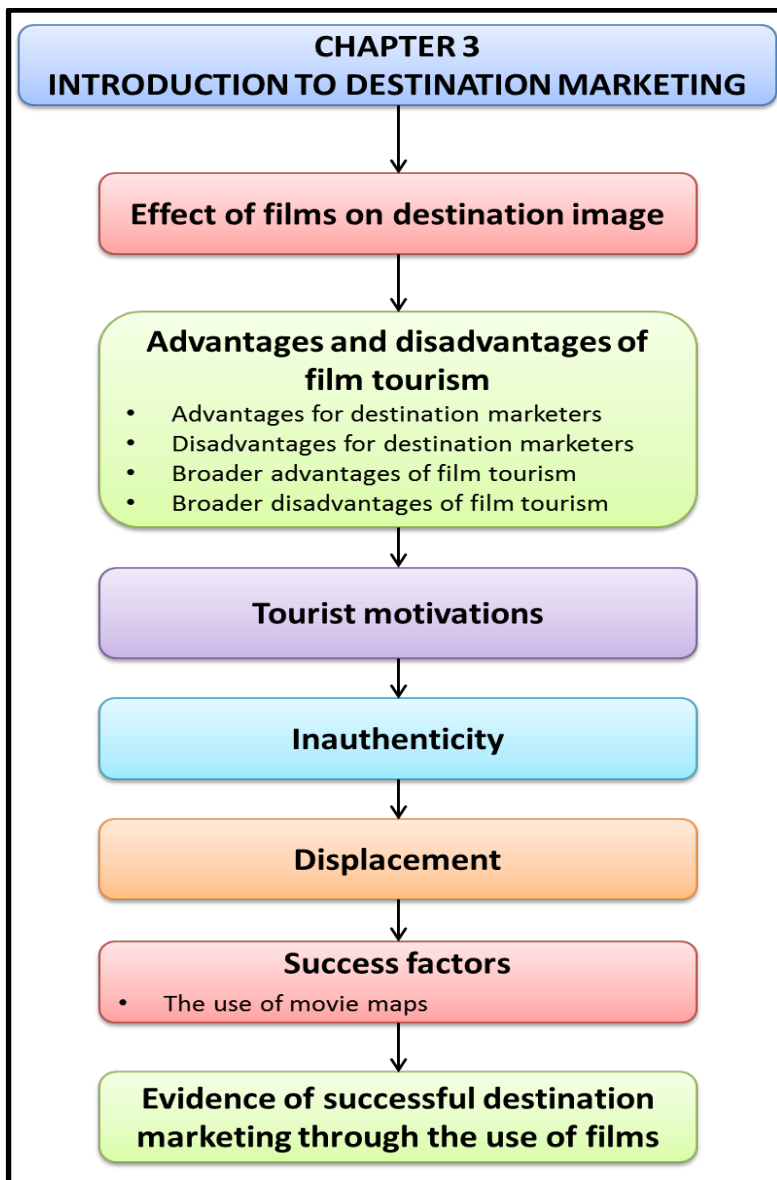 CHAPTER 3
INTRODUCTION TO DESTINATION MARKETING
Effect of films on destination image
Advantages and disadvantages of
film tourism
• Advantages for destination marketers
• Disadvantages for destination marketers
• Broader advantages of film tourism
• Broader disadvantages of film tourism
Tourist motivations
Inauthenticity
Displacement
Success factors
• The use of movie maps
Evidence of successful destination
marketing through the use of films